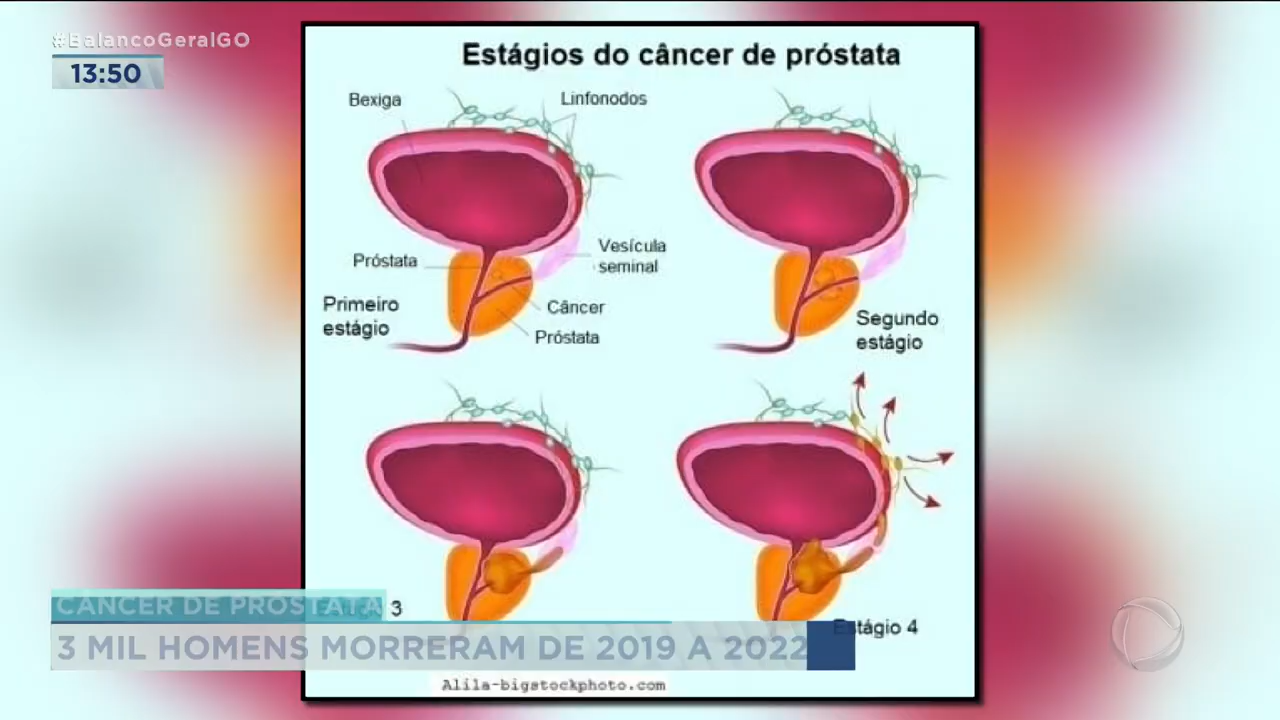 #BalancoGeralGO
13:50
Estágios do câncer de próstata
Bexiga
Linfonodos
Próstata
Vesícula
seminal
Primeiro
estágio
Câncer
Próstata
Segundo
estágio
3
Estágio 4
CÂNCER DE PRÓSTATA
3 MIL HOMENS MORRERAM DE 2019 A 2022
Alila-bigstockphoto.com